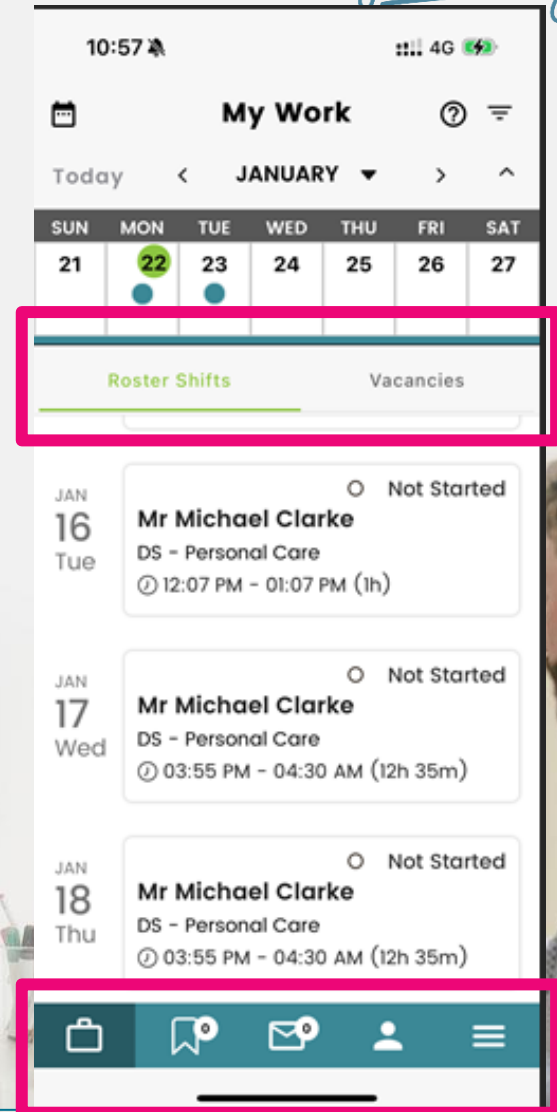 10:57 4G
My Work
Today < JANUARY >
SUN MON TUE WED THU FRI SAT
21 22 23 24 25 26 27
Roster Shifts Vacancies
JAN
16
Tue
Not Started
Mr Michael Clarke
DS - Personal Care
12:07 PM - 01:07 PM (1h)
JAN
17
Wed
Not Started
Mr Michael Clarke
DS - Personal Care
03:55 PM - 04:30 AM (12h 35m)
JAN
18
Thu
Not Started
Mr Michael Clarke
DS - Personal Care
03:55 PM - 04:30 AM (12h 35m)
0 0